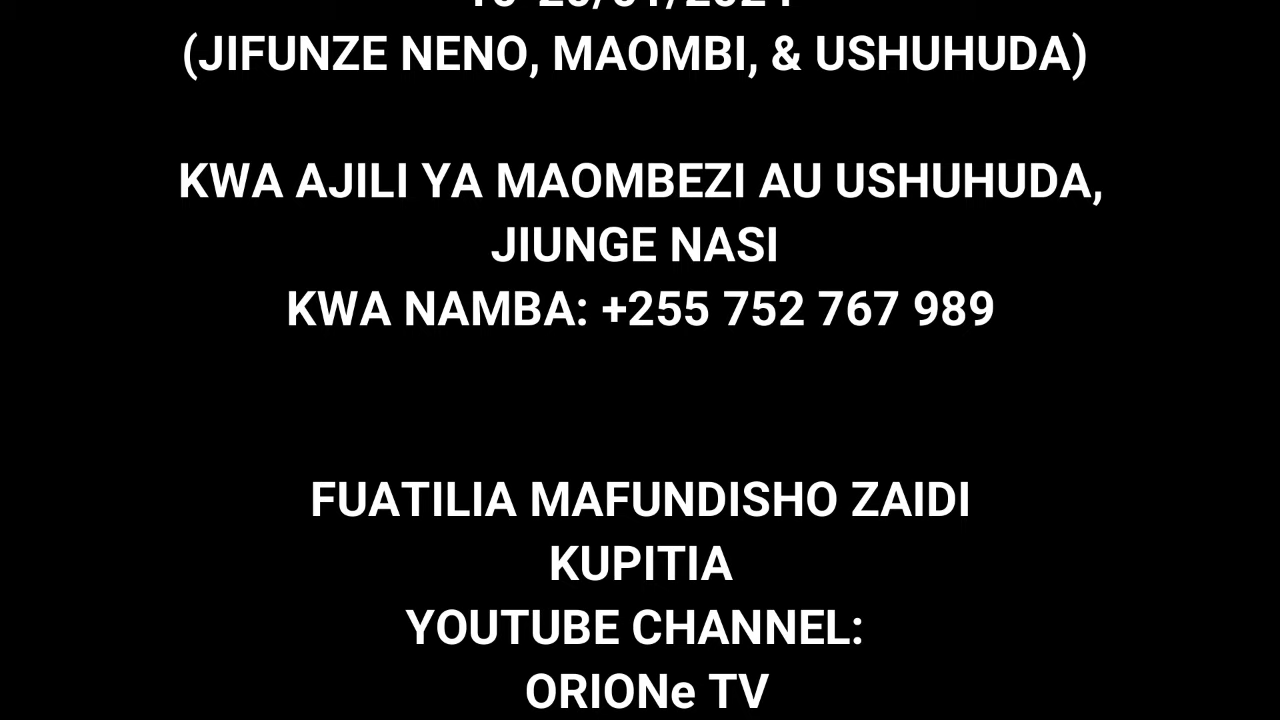 (JIFUNZE NENO, MAOMBI, & USHUHUDA)
KWA AJILI YA MAOMBEZI AU USHUHUDA,
JIUNGE NASI
KWA NAMBA: +255 752 767 989
FUATILIA MAFUNDISHO ZAIDI
KUPITIA
YOUTUBE CHANNEL:
ORIONe TV